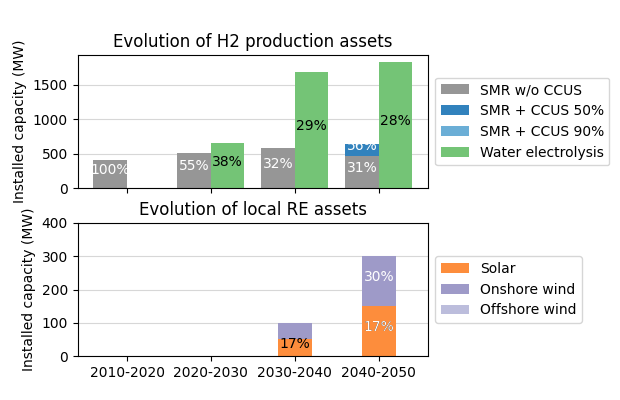 Evolution of H2 production assets
Installed capacity (MW)
1500
1000
500
0
100%
55%
38%
32%
29%
31%
28%
SMR w/o CCUS
SMR + CCUS 50%
SMR + CCUS 90%
Water electrolysis
Evolution of local RE assets
Installed capacity (MW)
400
300
200
100
0
17%
30%
17%
Solar
Onshore wind
Offshore wind
2010-2020
2020-2030
2030-2040
2040-2050